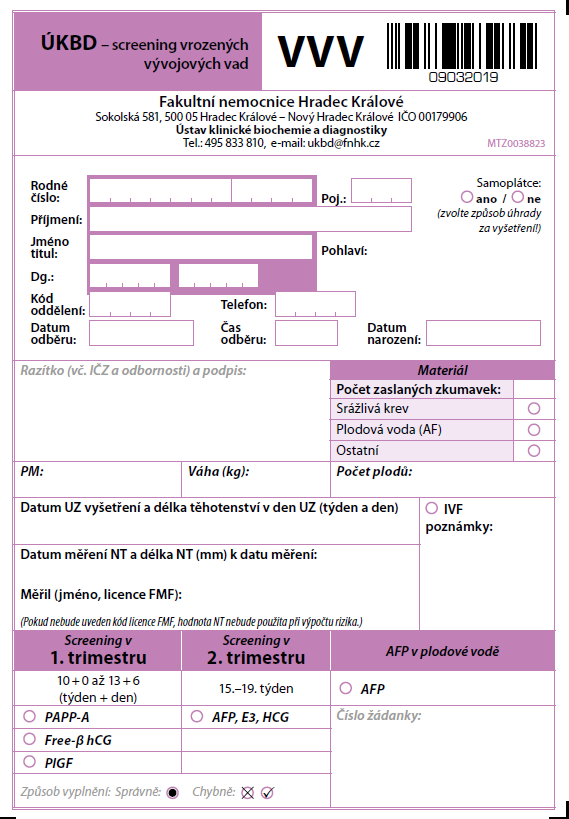 ÚKBD – screening vrozených
vývojových vad
VVV
09032019
Fakultní nemocnice Hradec Králové
Sokolská 581, 500 05 Hradec Králové – Nový Hradec Králové IČO 00179906
Ústav klinické biochemie a diagnostiky
Tel.: 495 833 810, e-mail: ukbd@fnhk.cz
MTZ0038823
Rodné
číslo:
Poj.:
Samoplátce:
ano / ne
(zvolte způsob úhrady
za vyšetření!)
Příjmení:
Jméno
titul:
Pohlaví:
Dg.:
Kód
oddělení:
Telefon:
Datum
odběru:
Čas
odběru:
Datum
narození:
Razítko (vč. IČZ a odbornosti) a podpis:
Materiál
Počet zaslaných zkumavek:
Srážlivá krev
Plodová voda (AF)
Ostatní
PM:
Váha (kg):
Počet plodů:
Datum UZ vyšetření a délka těhotenství v den UZ (týden a den)
IVF
poznámky:
Datum měření NT a délka NT (mm) k datu měření:
Měřil (jméno, licence FMF):
(Pokud nebude uveden kód licence FMF, hodnota NT nebude použita při výpočtu rizika.)
Screening v
1. trimestru
Screening v
2. trimestru
AFP v plodové vodě
10 + 0 až 13 + 6
(týden + den)
15.–19. týden
AFP
PAPP-A
AFP, E3, HCG
Číslo žádanky:
Free-β hCG
PlGF
Způsob vyplnění: Správně: Chybně: